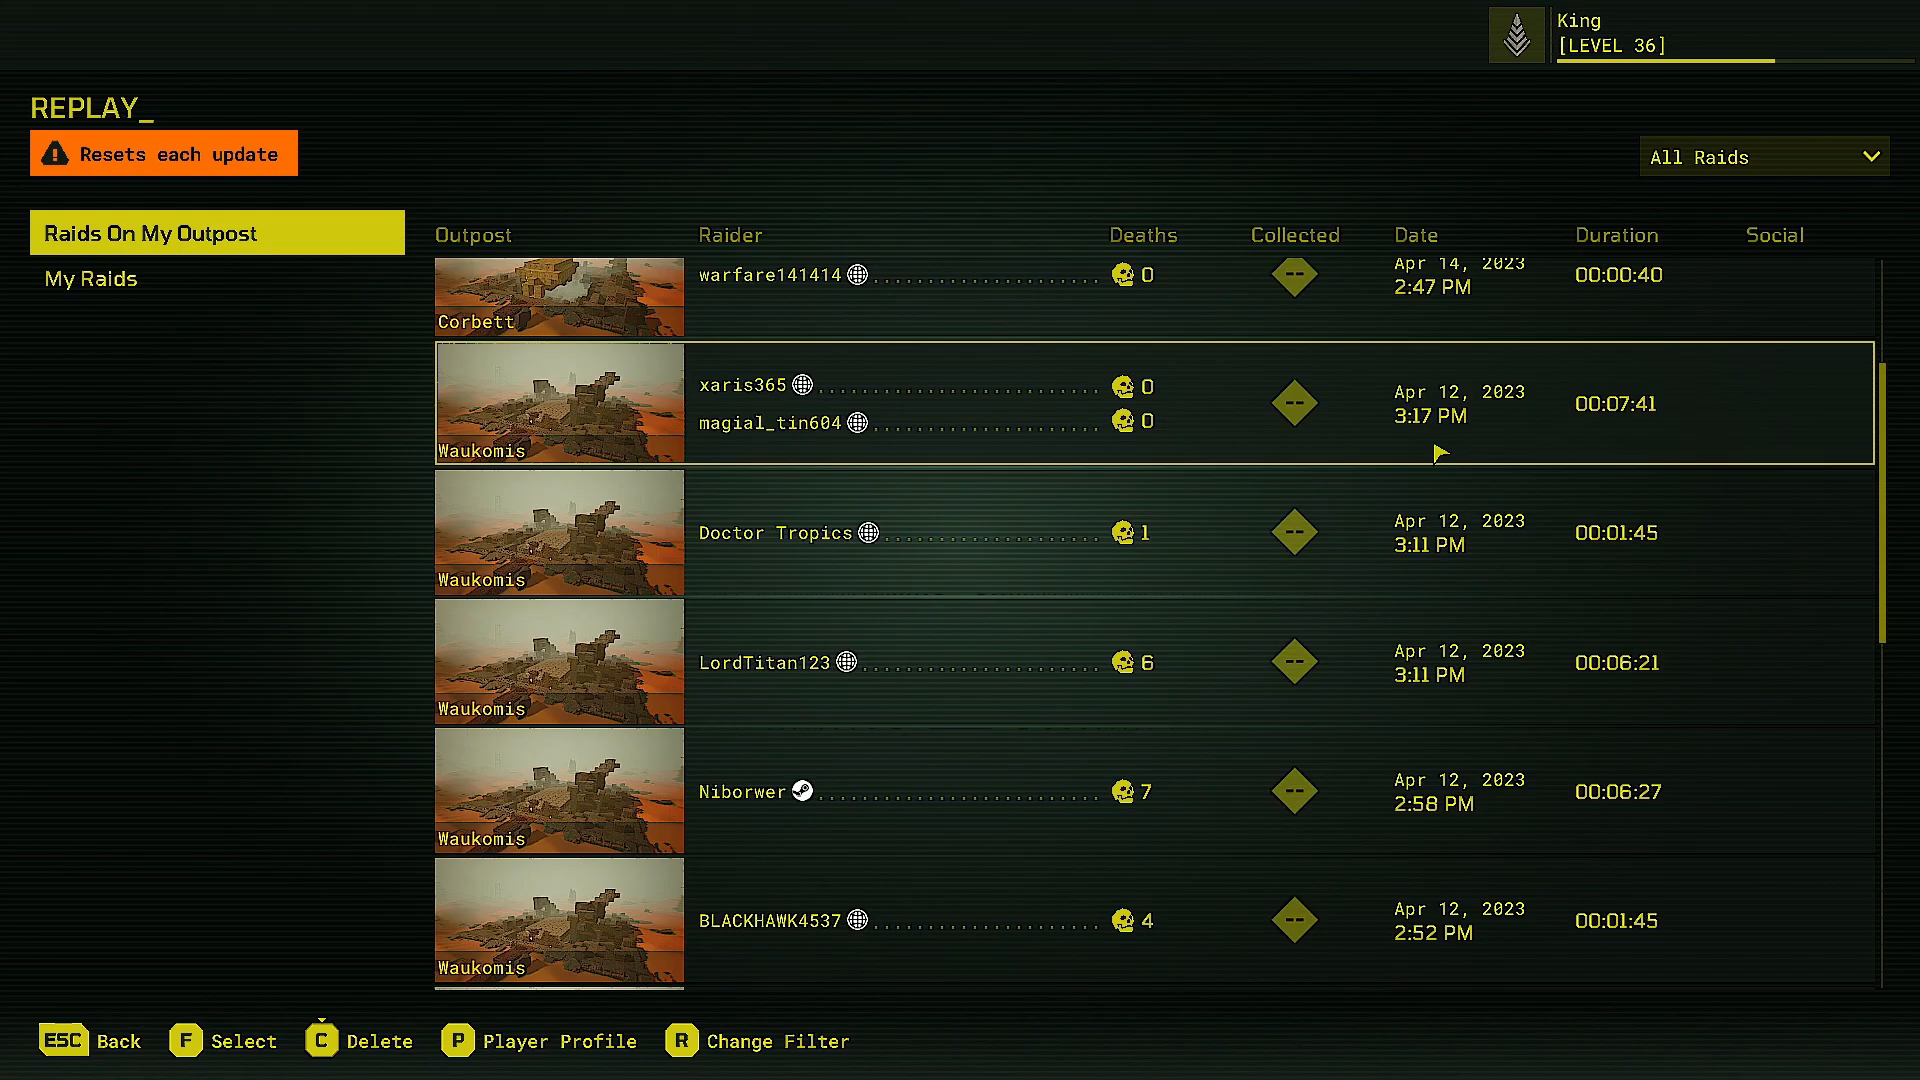 King
[LEVEL 36]
REPLAY_
Resets each update
All Raids
Raids On My Outpost
My Raids
Outpost Raider Deaths Collected Date Duration Social
Corbett
warfare141414 0 -- Apr 14, 2023
2:47 PM
00:00:40
Waukomis
xaris365 0
magial_tin604 0
-- Apr 12, 2023
3:17 PM
00:07:41
Waukomis
Doctor Tropics 1 -- Apr 12, 2023
3:11 PM
00:01:45
Waukomis
LordTitan123 6 -- Apr 12, 2023
3:11 PM
00:06:21
Waukomis
Niborwer 7 -- Apr 12, 2023
2:58 PM
00:06:27
Waukomis
BLACKHAWK4537 4 -- Apr 12, 2023
2:52 PM
00:01:45
ESC Back F Select C Delete P Player Profile R Change Filter